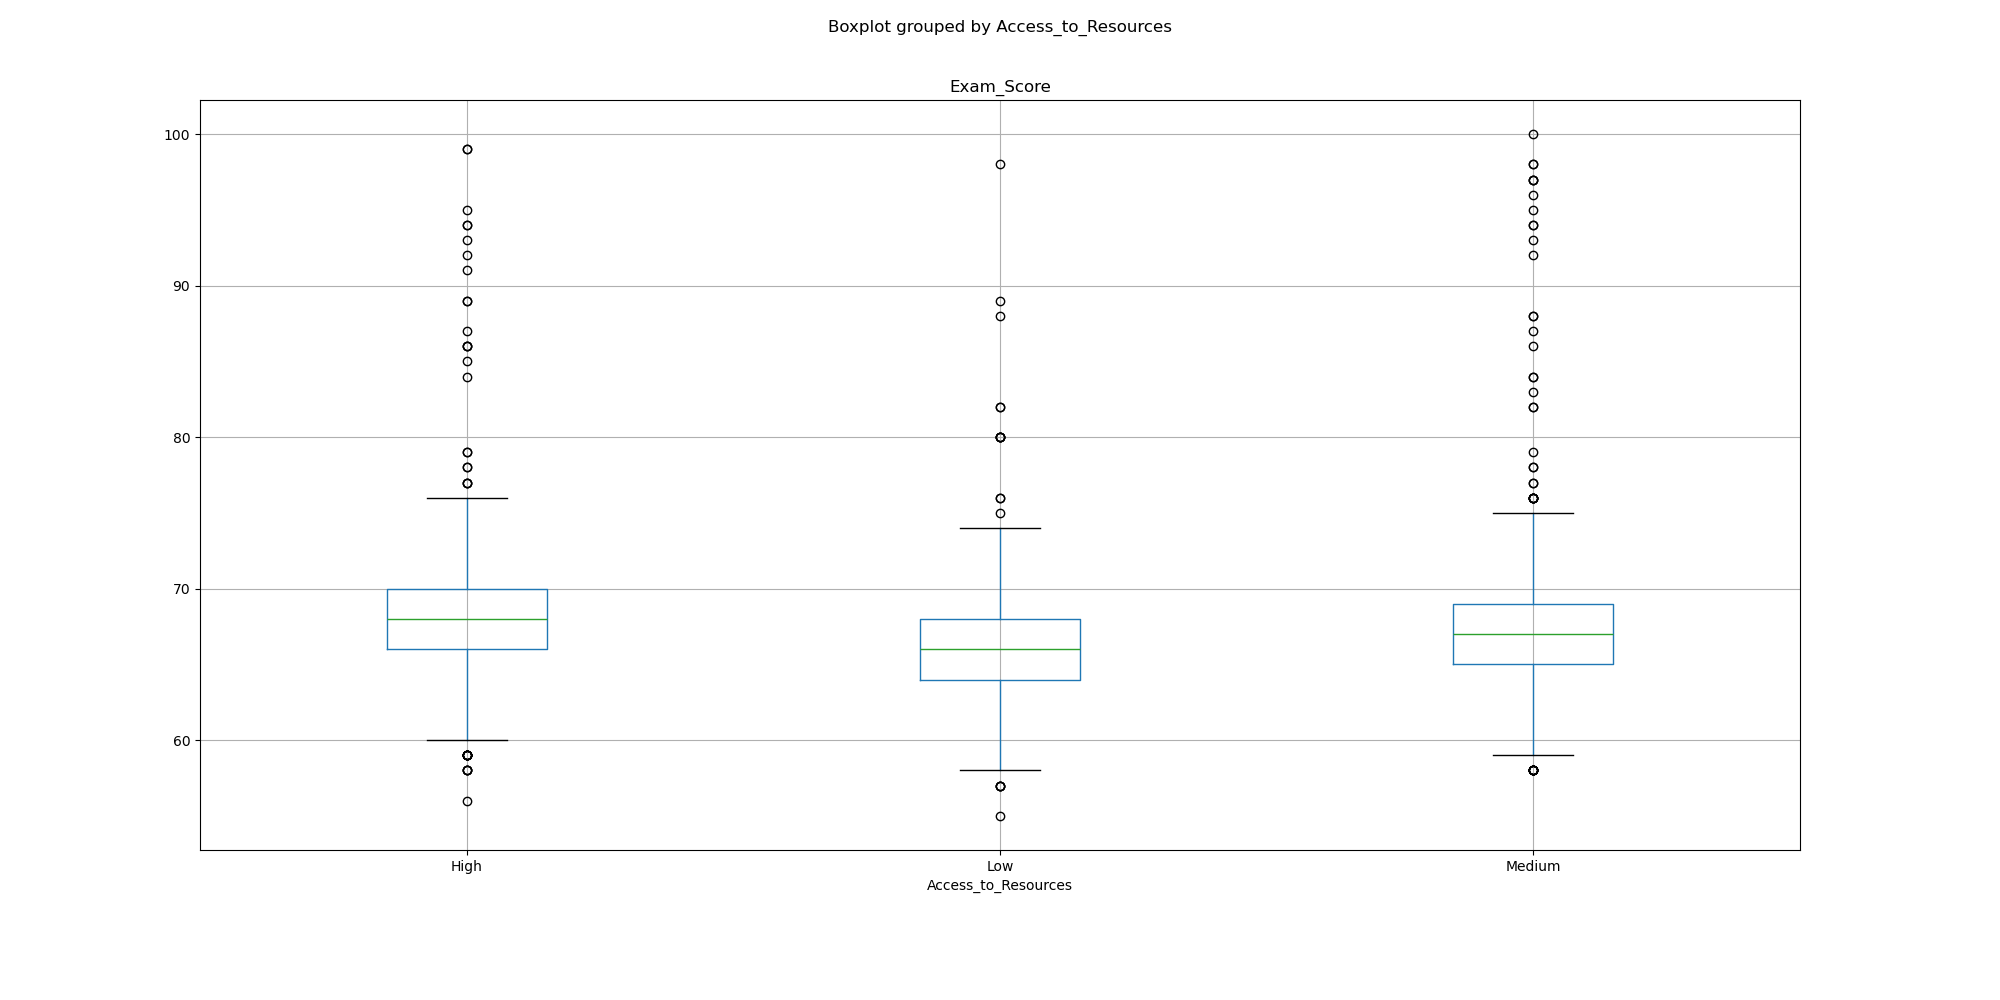 Boxplot grouped by Access_to_Resources
Exam_Score
100
90
80
70
60
High Low Medium
Access_to_Resources